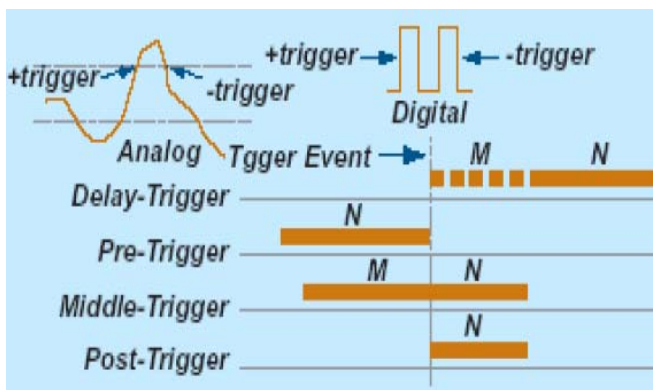 +trigger
-trigger
Analog
+trigger
-trigger
Digital
Tgger Event
M N
Delay-Trigger
N
Pre-Trigger
M N
Middle-Trigger
N
Post-Trigger